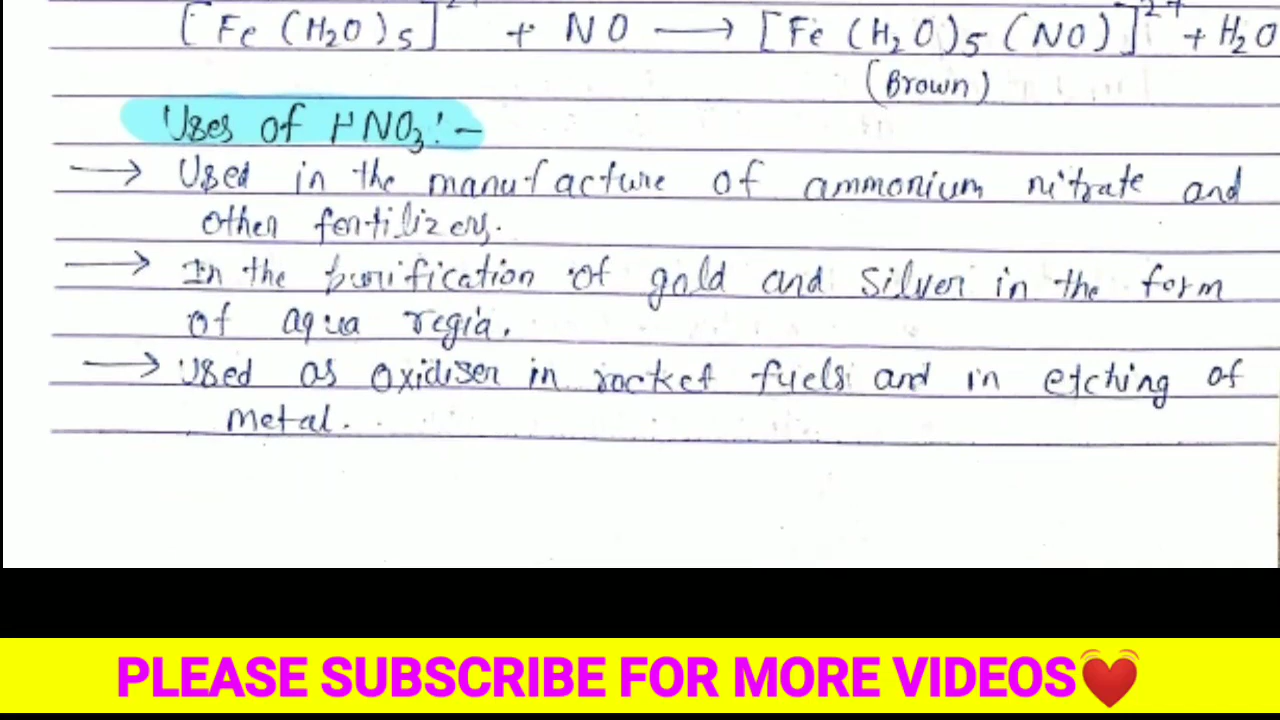 [Fe (H₂O)₅]²⁺ + NO ⟶ [Fe (H₂O)₅ (NO)]²⁺ + H₂O
(Brown)
Uses of HNO₃:-
→ Used in the manufacture of ammonium nitrate and
other fertilizers.
→ In the purification of gold and silver in the form
of aqua regia.
→ Used as oxidiser in rocket fuels and in etching of
metal.
PLEASE SUBSCRIBE FOR MORE VIDEOS💓